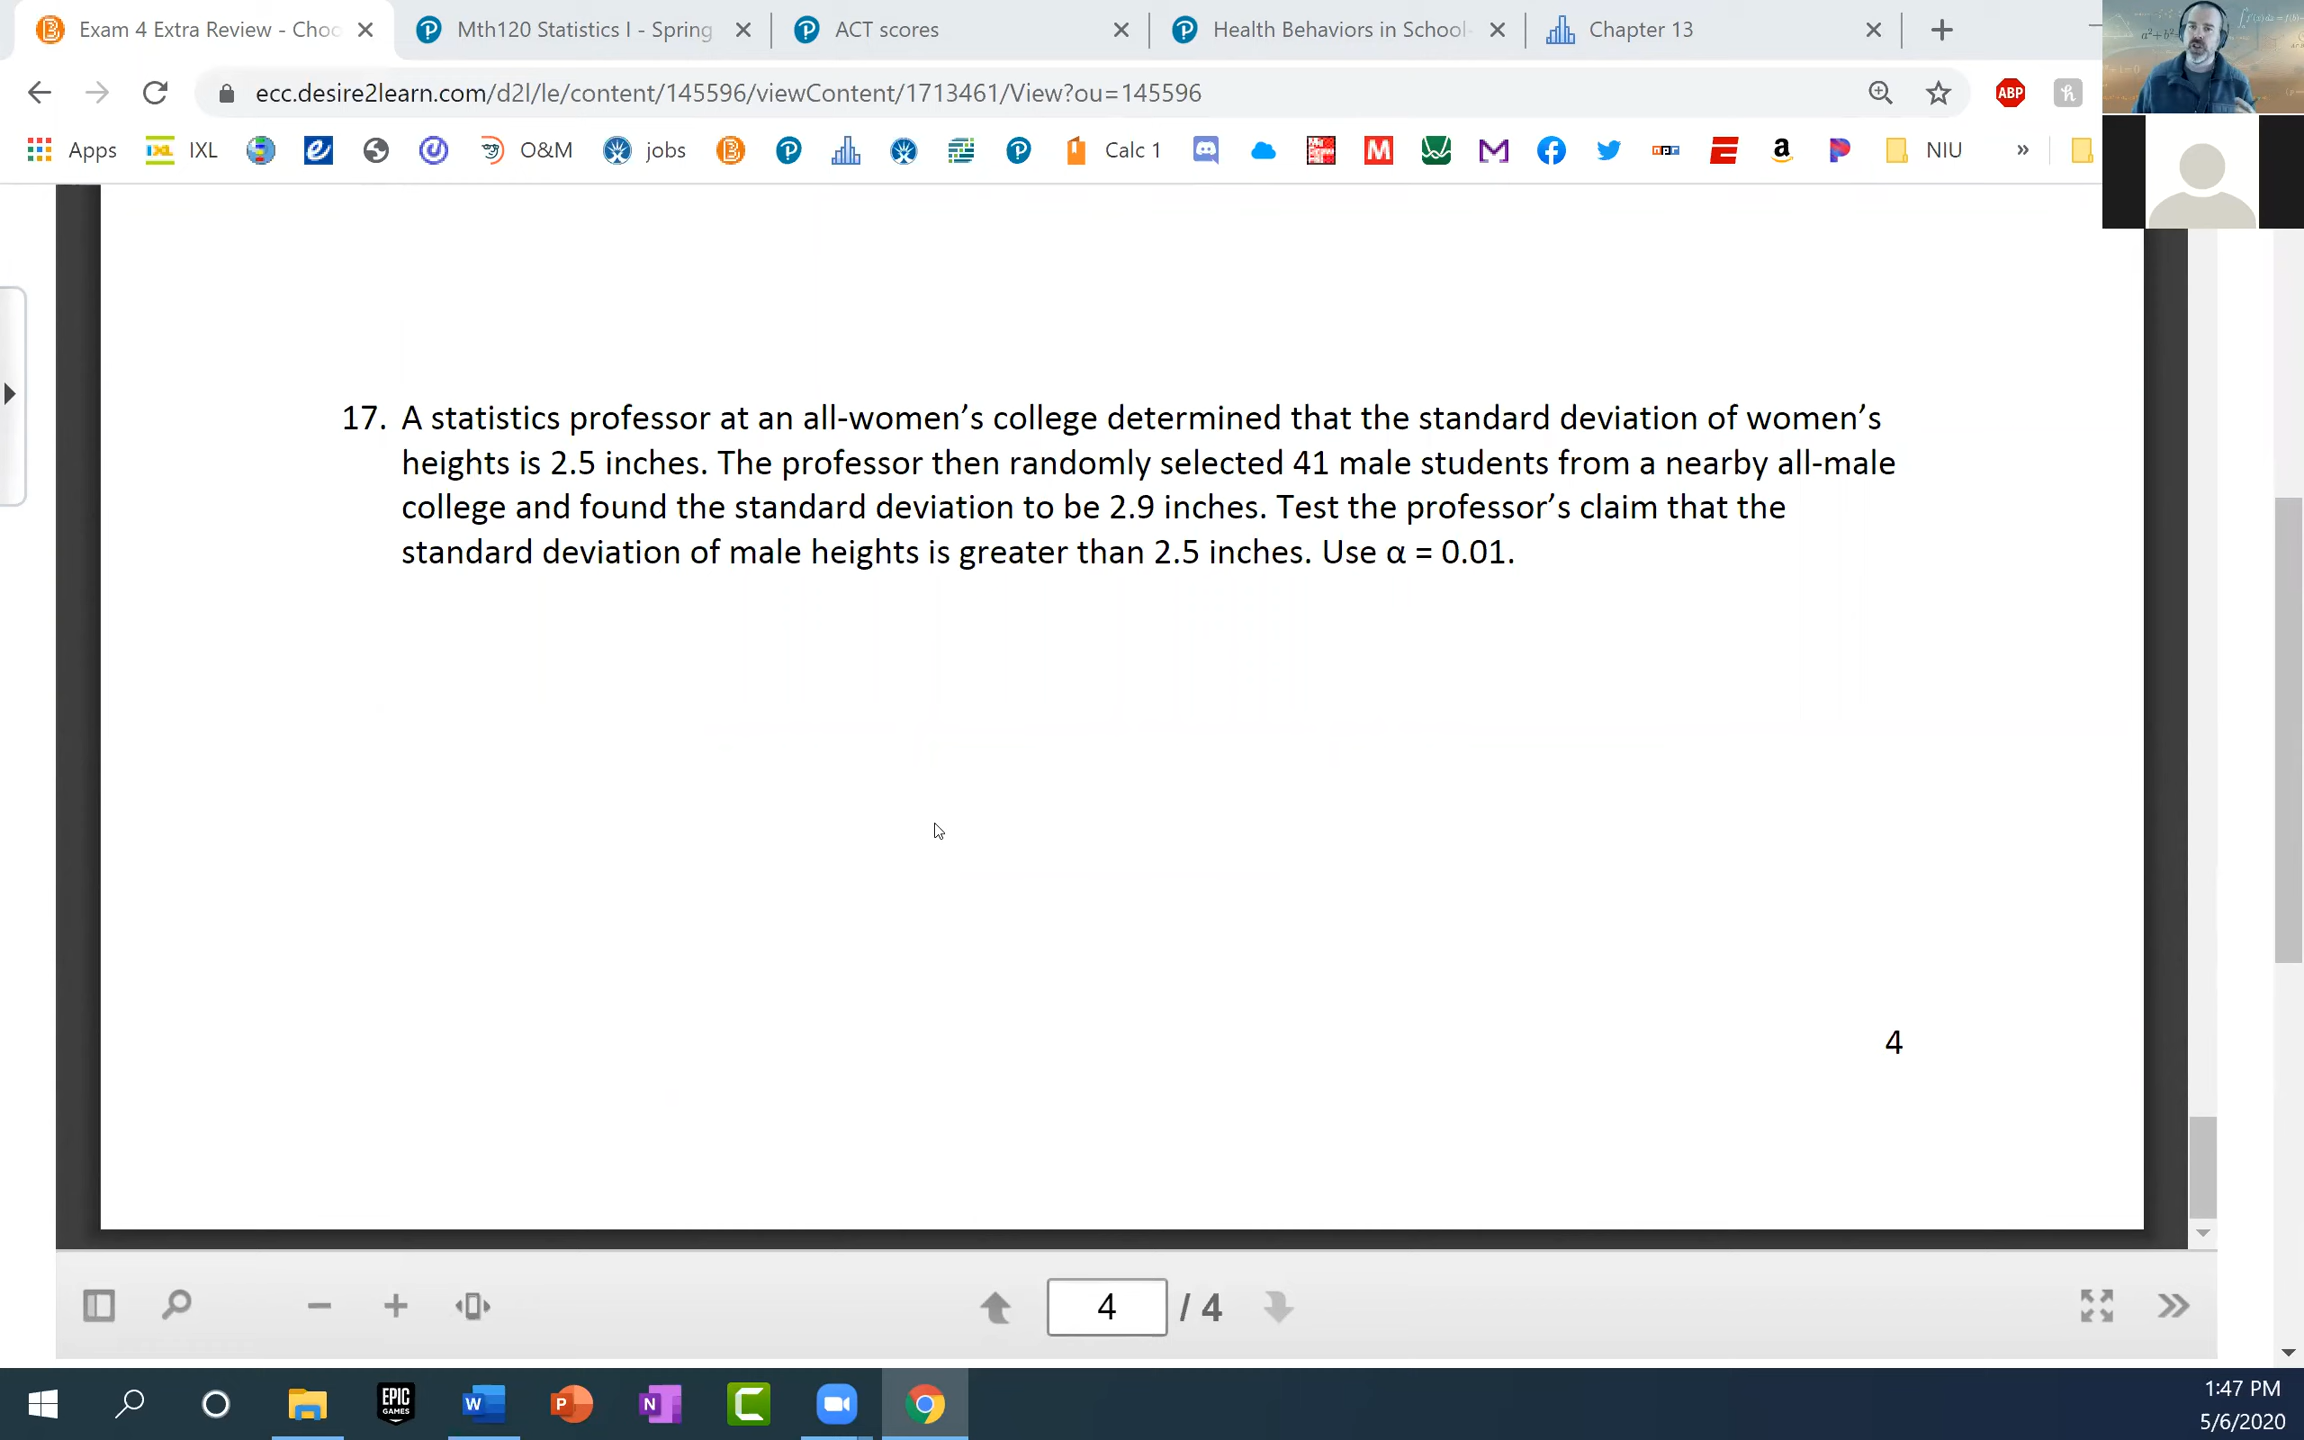 Exam 4 Extra Review - Choc
Mth120 Statistics I - Spring
ACT scores
Health Behaviors in School-
Chapter 13
ecc.desire2learn.com/d2l/le/content/145596/viewContent/1713461/View?ou=145596
ABP
Apps
IXL
IXL
O&M
jobs
Calc 1
npr
NIU
17. A statistics professor at an all-women’s college determined that the standard deviation of women’s
heights is 2.5 inches. The professor then randomly selected 41 male students from a nearby all-male
college and found the standard deviation to be 2.9 inches. Test the professor’s claim that the
standard deviation of male heights is greater than 2.5 inches. Use α = 0.01.
4
4 / 4
EPIC
GAMES
1:47 PM
5/6/2020